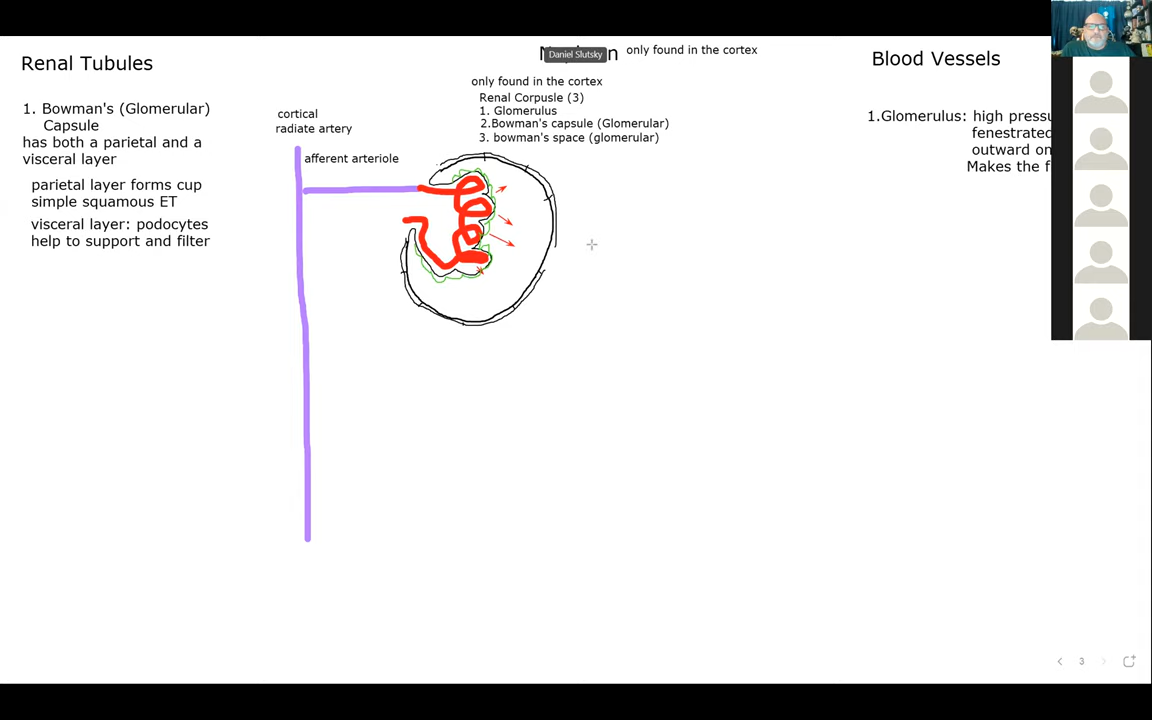 Daniel Slutsky
only found in the cortex
Renal Tubules
Blood Vessels
1. Bowman's (Glomerular)
Capsule
has both a parietal and a
visceral layer
parietal layer forms cup
simple squamous ET
visceral layer: podocytes
help to support and filter
cortical
radiate artery
afferent arteriole
only found in the cortex
Renal Corpusle (3)
1. Glomerulus
2.Bowman's capsule (Glomerular)
3. bowman's space (glomerular)
1.Glomerulus: high pressu
fenestrated
outward on
Makes the f
3